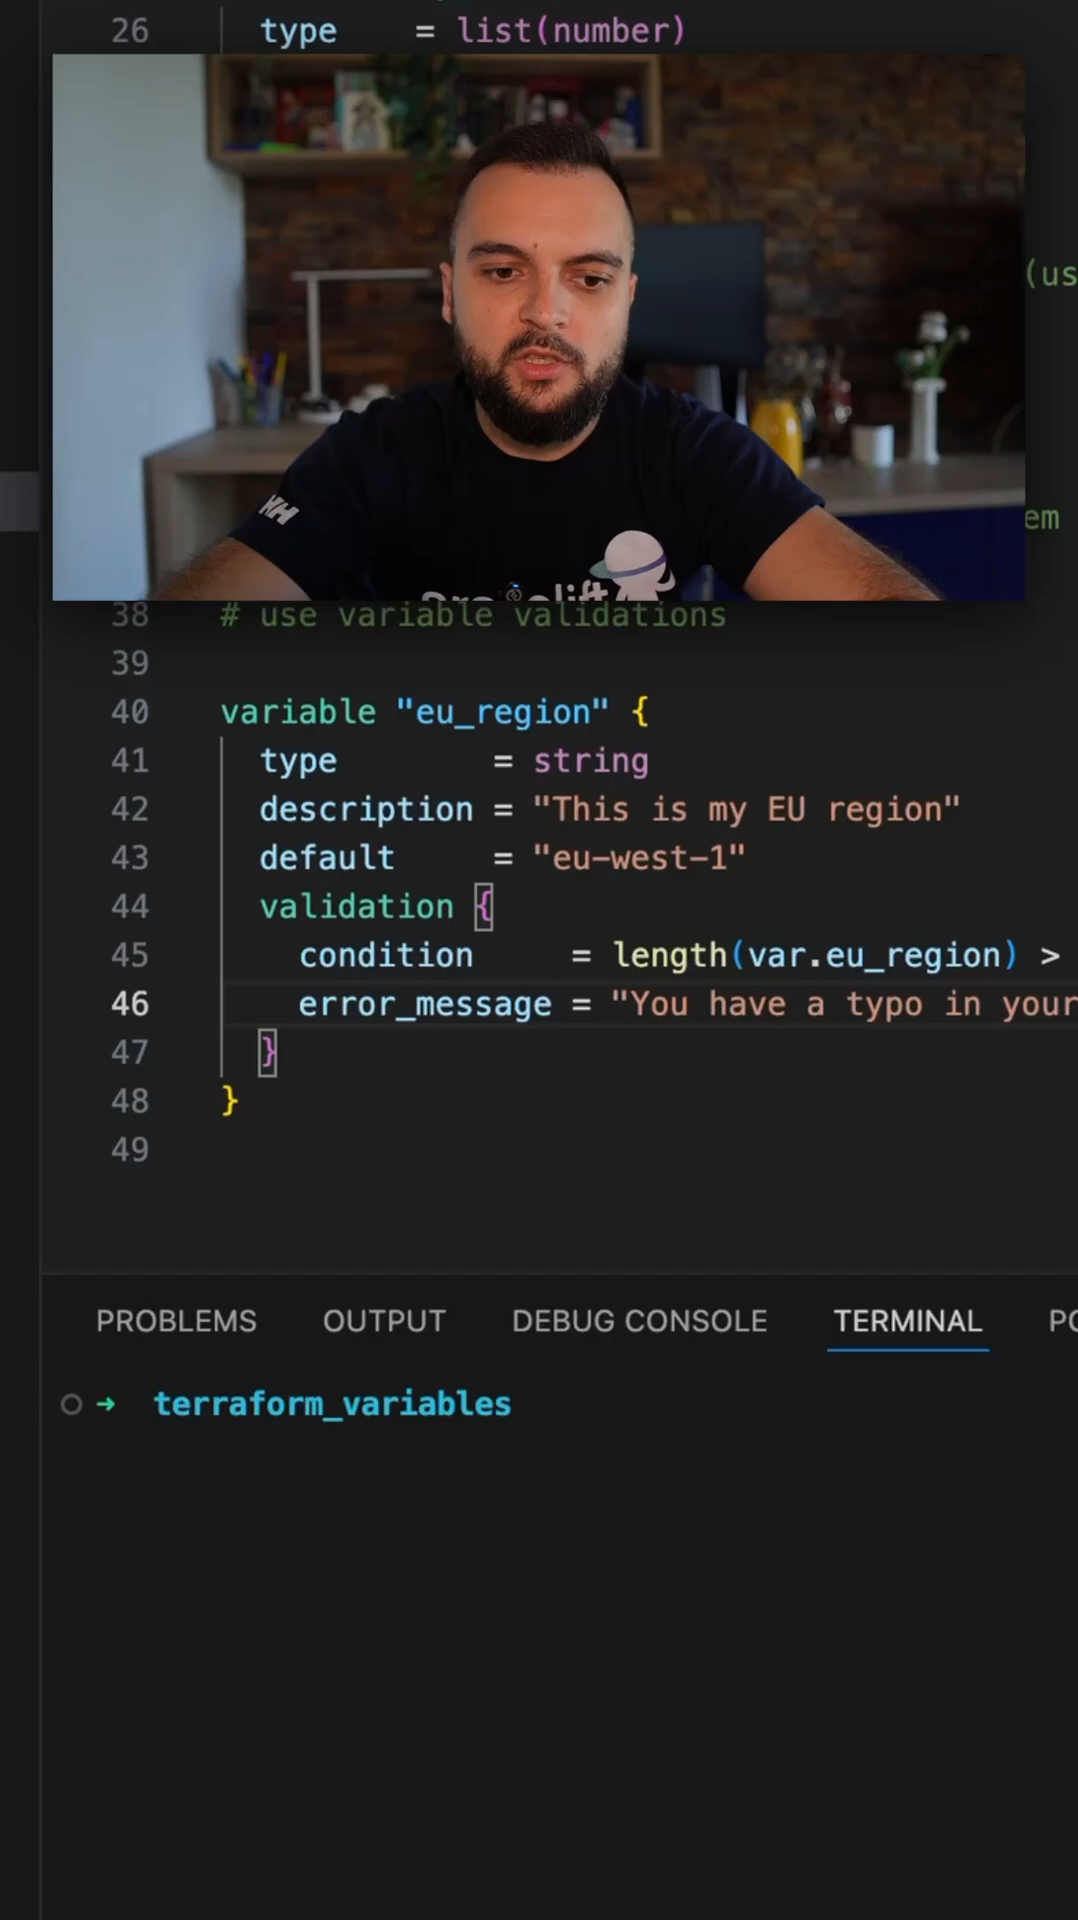 26 type = list(number)
(us
em
38 # use variable validations
39
40 variable "eu_region" {
41 type = string
42 description = "This is my EU region"
43 default = "eu-west-1"
44 validation {
45 condition = length(var.eu_region) >
46 error_message = "You have a typo in your
47 }
48 }
49
PROBLEMS OUTPUT DEBUG CONSOLE TERMINAL PO
➜ terraform_variables